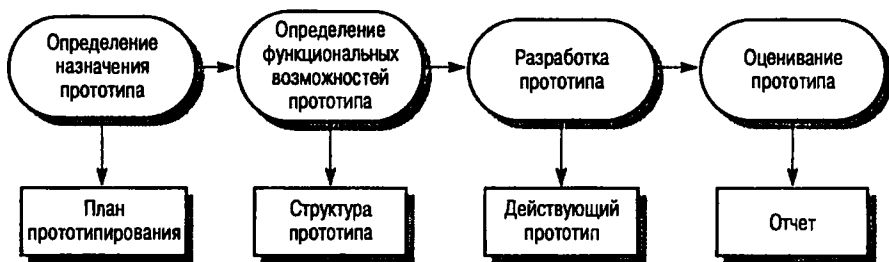 Определение
назначения
прототипа
Определение
функциональных
возможностей
прототипа
Разработка
прототипа
Оценивание
прототипа
План
прототипирования
Структура
прототипа
Действующий
прототип
Отчет